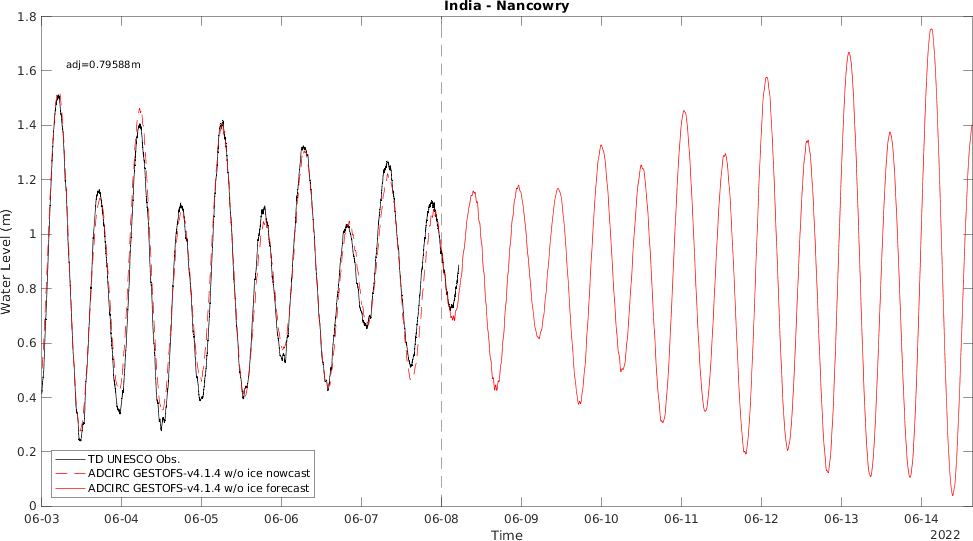 India - Nancowry
adj=0.79588m
1.8
1.6
1.4
1.2
1
0.8
0.6
0.4
0.2
0
Water Level (m)
TD UNESCO Obs.
ADCIRC GESTOFS-v4.1.4 w/o ice nowcast
ADCIRC GESTOFS-v4.1.4 w/o ice forecast
06-03 06-04 06-05 06-06 06-07 06-08 06-09 06-10 06-11 06-12 06-13 06-14
Time
2022